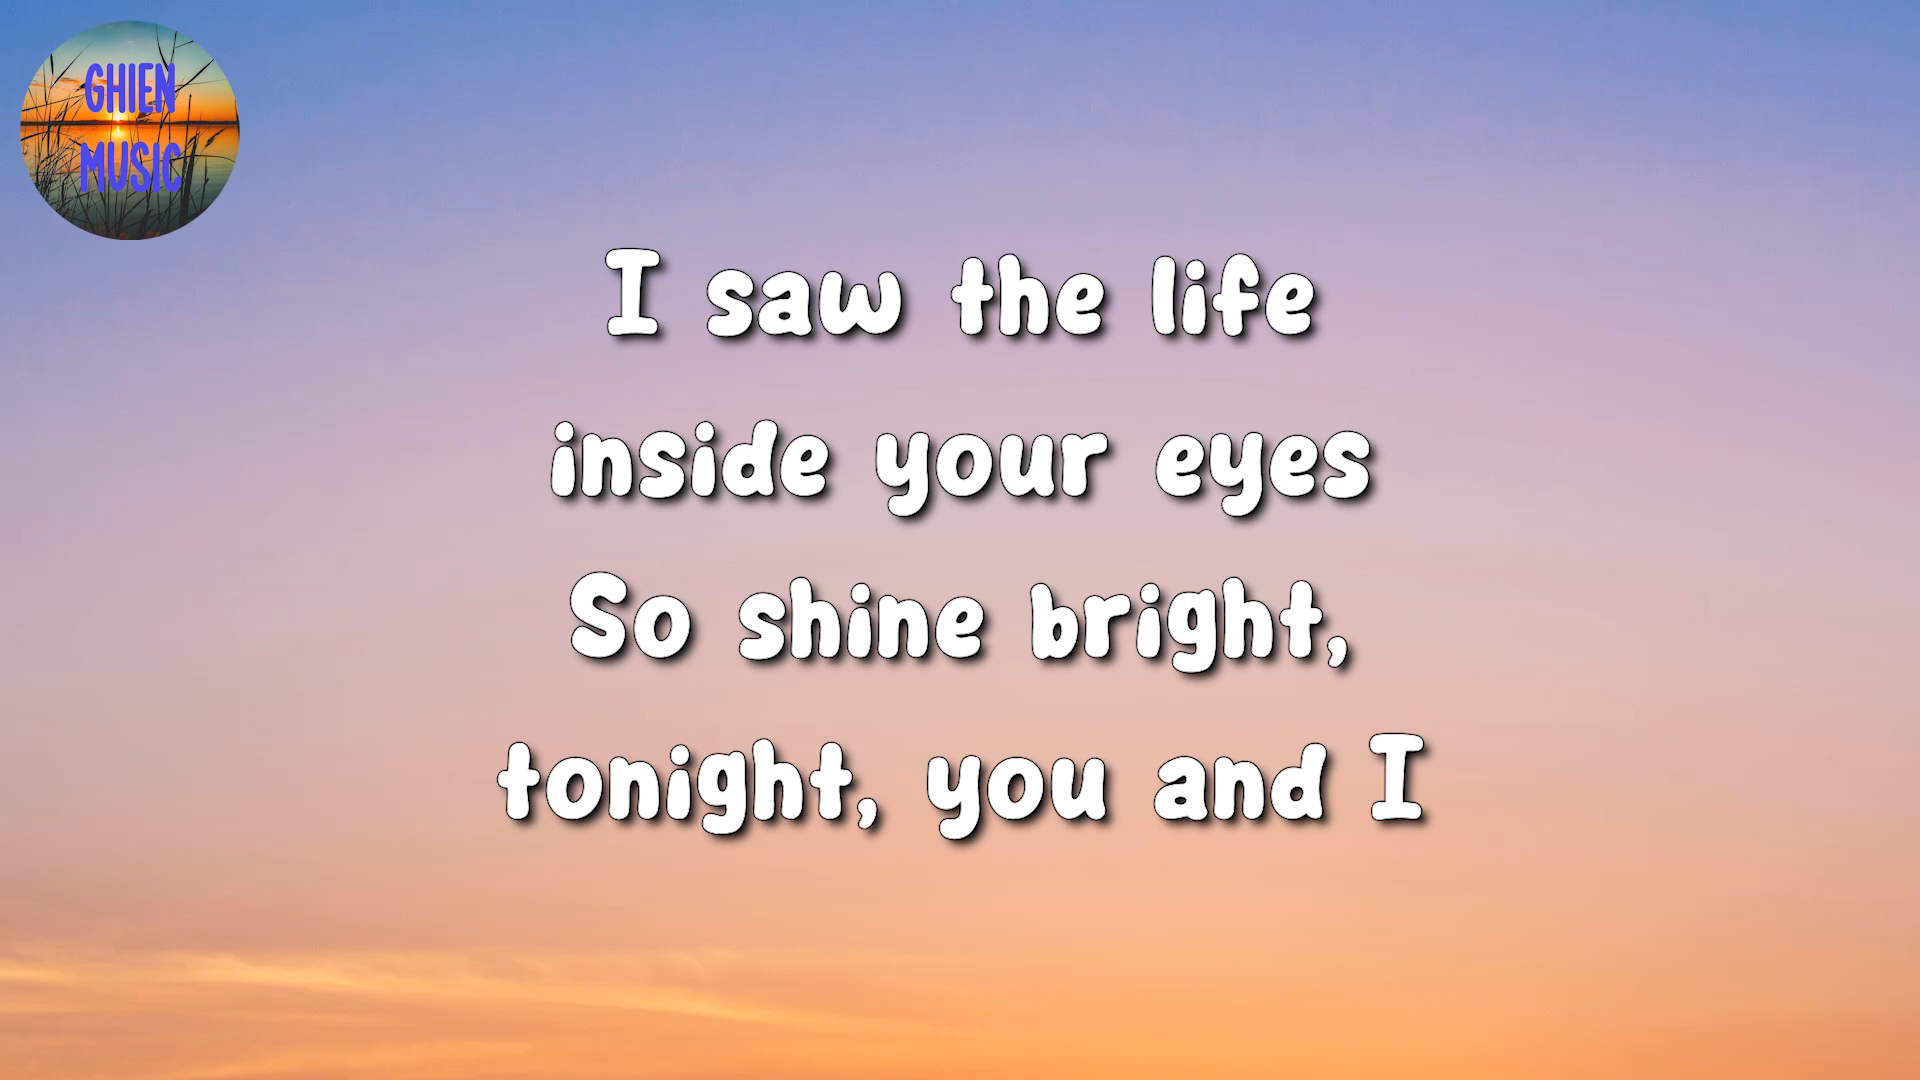 GHIEN
MUSIC
I saw the life
inside your eyes
So shine bright,
tonight, you and I